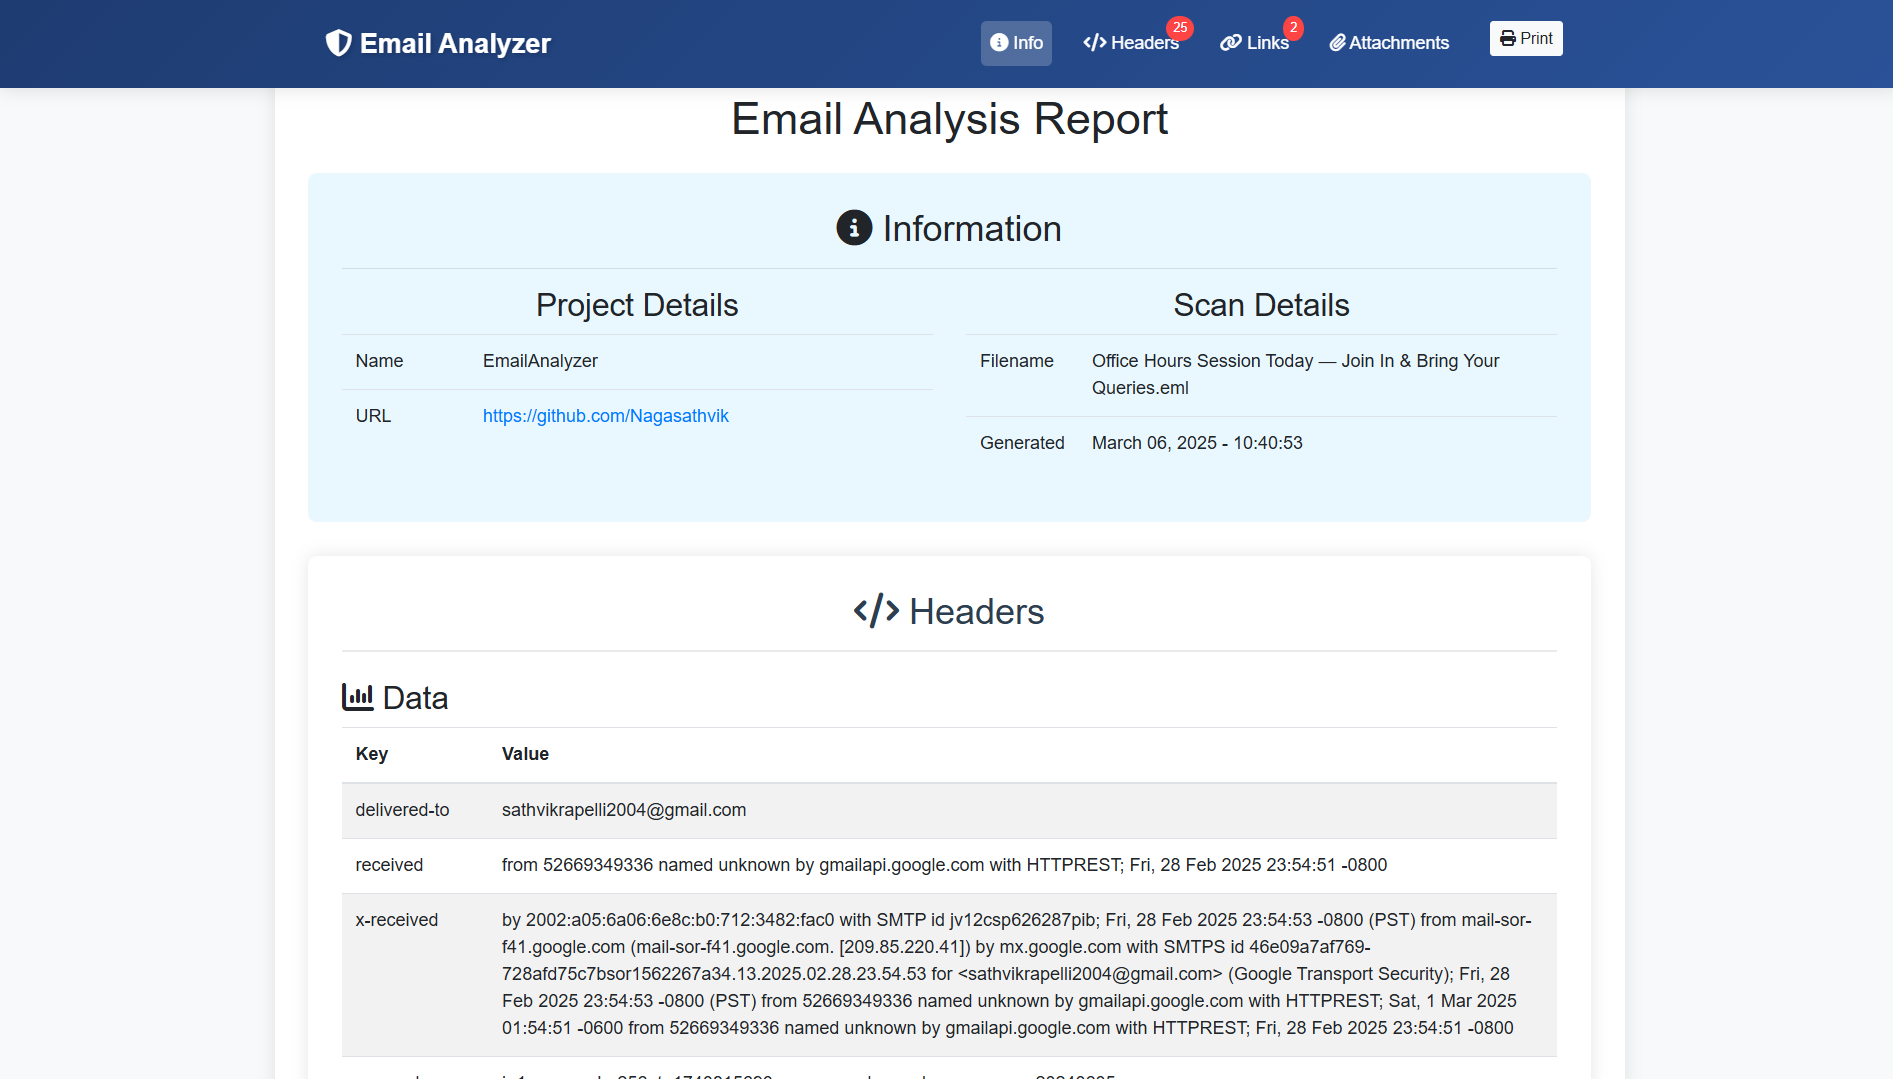 Email Analyzer
Info
Headers 25
Links 2
Attachments
Print
Email Analysis Report
Information
Project Details
Name EmailAnalyzer
URL https://github.com/Nagasathvik
Scan Details
Filename Office Hours Session Today — Join In & Bring Your
Queries.eml
Generated March 06, 2025 - 10:40:53
</> Headers
Data
Key Value
delivered-to sathvikrapelli2004@gmail.com
received from 52669349336 named unknown by gmailapi.google.com with HTTPREST; Fri, 28 Feb 2025 23:54:51 -0800
x-received by 2002:a05:6a06:6e8c:b0:712:3482:fac0 with SMTP id jv12csp626287pib; Fri, 28 Feb 2025 23:54:53 -0800 (PST) from mail-sor-
f41.google.com (mail-sor-f41.google.com. [209.85.220.41]) by mx.google.com with SMTPS id 46e09a7af769-
728afd75c7bsor1562267a34.13.2025.02.28.23.54.53 for <sathvikrapelli2004@gmail.com> (Google Transport Security); Fri, 28
Feb 2025 23:54:53 -0800 (PST) from 52669349336 named unknown by gmailapi.google.com with HTTPREST; Sat, 1 Mar 2025
01:54:51 -0600 from 52669349336 named unknown by gmailapi.google.com with HTTPREST; Fri, 28 Feb 2025 23:54:51 -0800